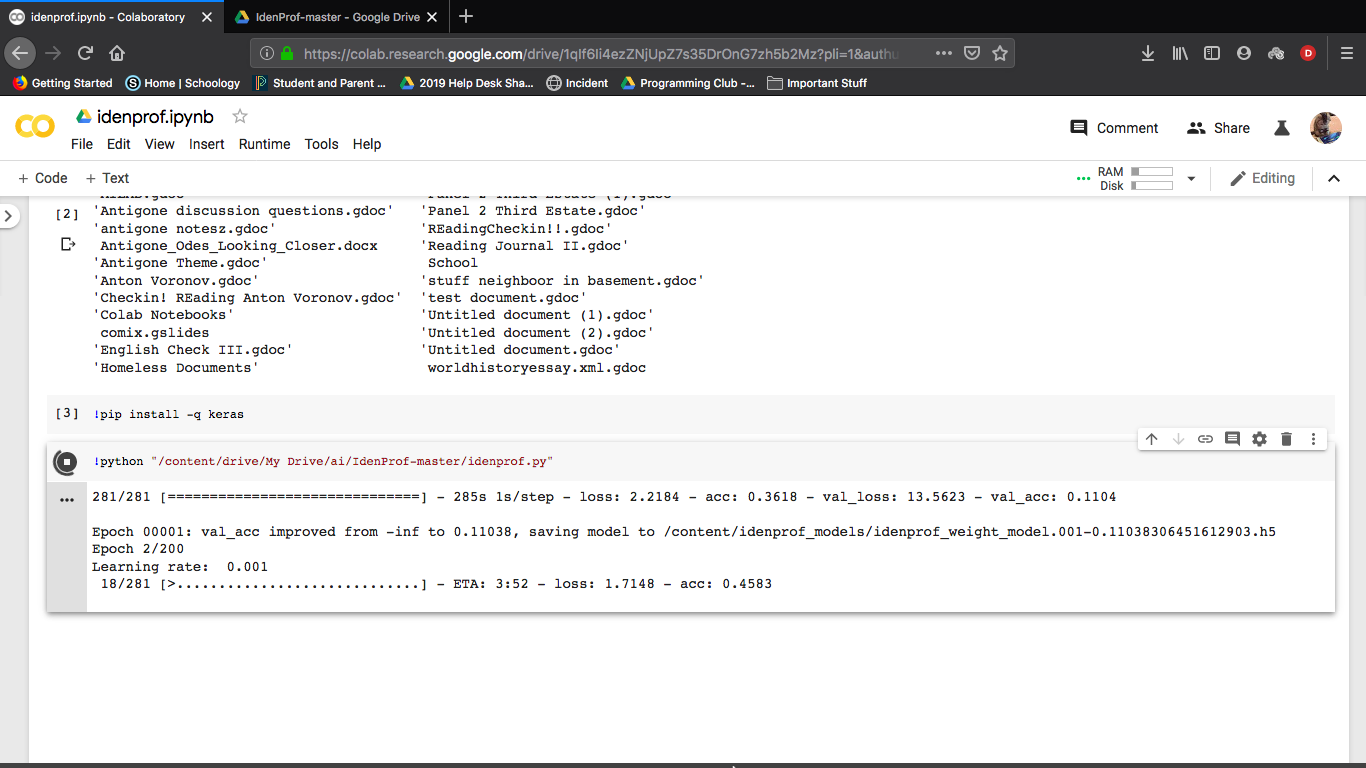 idenprof.ipynb - Colaboratory
IdenProf-master - Google Drive
https://colab.research.google.com/drive/1qIf6Ii4ezZNjUpZ7s35DrOnG7zh5b2Mz?pli=1&authu
Getting Started
Home | Schoology
Student and Parent ...
2019 Help Desk Sha...
Incident
Programming Club -...
Important Stuff
D
CO
idenprof.ipynb
Comment
Share
File Edit View Insert Runtime Tools Help
+ Code + Text
RAM
Disk
Editing
'Panel 2 Third Estate (1).gdoc'
[2] 'Antigone discussion questions.gdoc' 'Panel 2 Third Estate.gdoc'
'antigone notesz.gdoc' 'REadingCheckin!!.gdoc'
Antigone_Odes_Looking_Closer.docx 'Reading Journal II.gdoc'
'Antigone Theme.gdoc' School
'Anton Voronov.gdoc' 'stuff neighboor in basement.gdoc'
'Checkin! REading Anton Voronov.gdoc' 'test document.gdoc'
'Colab Notebooks' 'Untitled document (1).gdoc'
comix.gslides 'Untitled document (2).gdoc'
'English Check III.gdoc' 'Untitled document.gdoc'
'Homeless Documents' worldhistoryessay.xml.gdoc
[3] !pip install -q keras
!python "/content/drive/My Drive/ai/IdenProf-master/idenprof.py"
281/281 [==============================] - 285s 1s/step - loss: 2.2184 - acc: 0.3618 - val_loss: 13.5623 - val_acc: 0.1104
Epoch 00001: val_acc improved from -inf to 0.11038, saving model to /content/idenprof_models/idenprof_weight_model.001-0.11038306451612903.h5
Epoch 2/200
Learning rate: 0.001
18/281 [>.............................] - ETA: 3:52 - loss: 1.7148 - acc: 0.4583